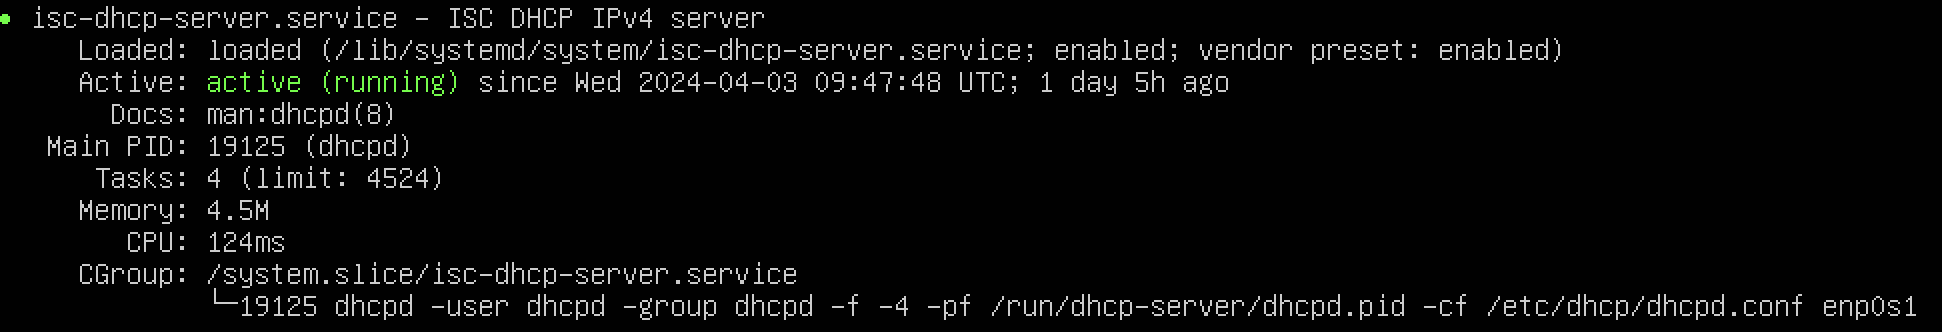 ● isc-dhcp-server.service - ISC DHCP IPv4 server
Loaded: loaded (/lib/systemd/system/isc-dhcp-server.service; enabled; vendor preset: enabled)
Active: active (running) since Wed 2024-04-03 09:47:48 UTC; 1 day 5h ago
Docs: man:dhcpd(8)
Main PID: 19125 (dhcpd)
Tasks: 4 (limit: 4524)
Memory: 4.5M
CPU: 124ms
CGroup: /system.slice/isc-dhcp-server.service
└─19125 dhcpd -user dhcpd -group dhcpd -f -4 -pf /run/dhcp-server/dhcpd.pid -cf /etc/dhcp/dhcpd.conf enp0s1